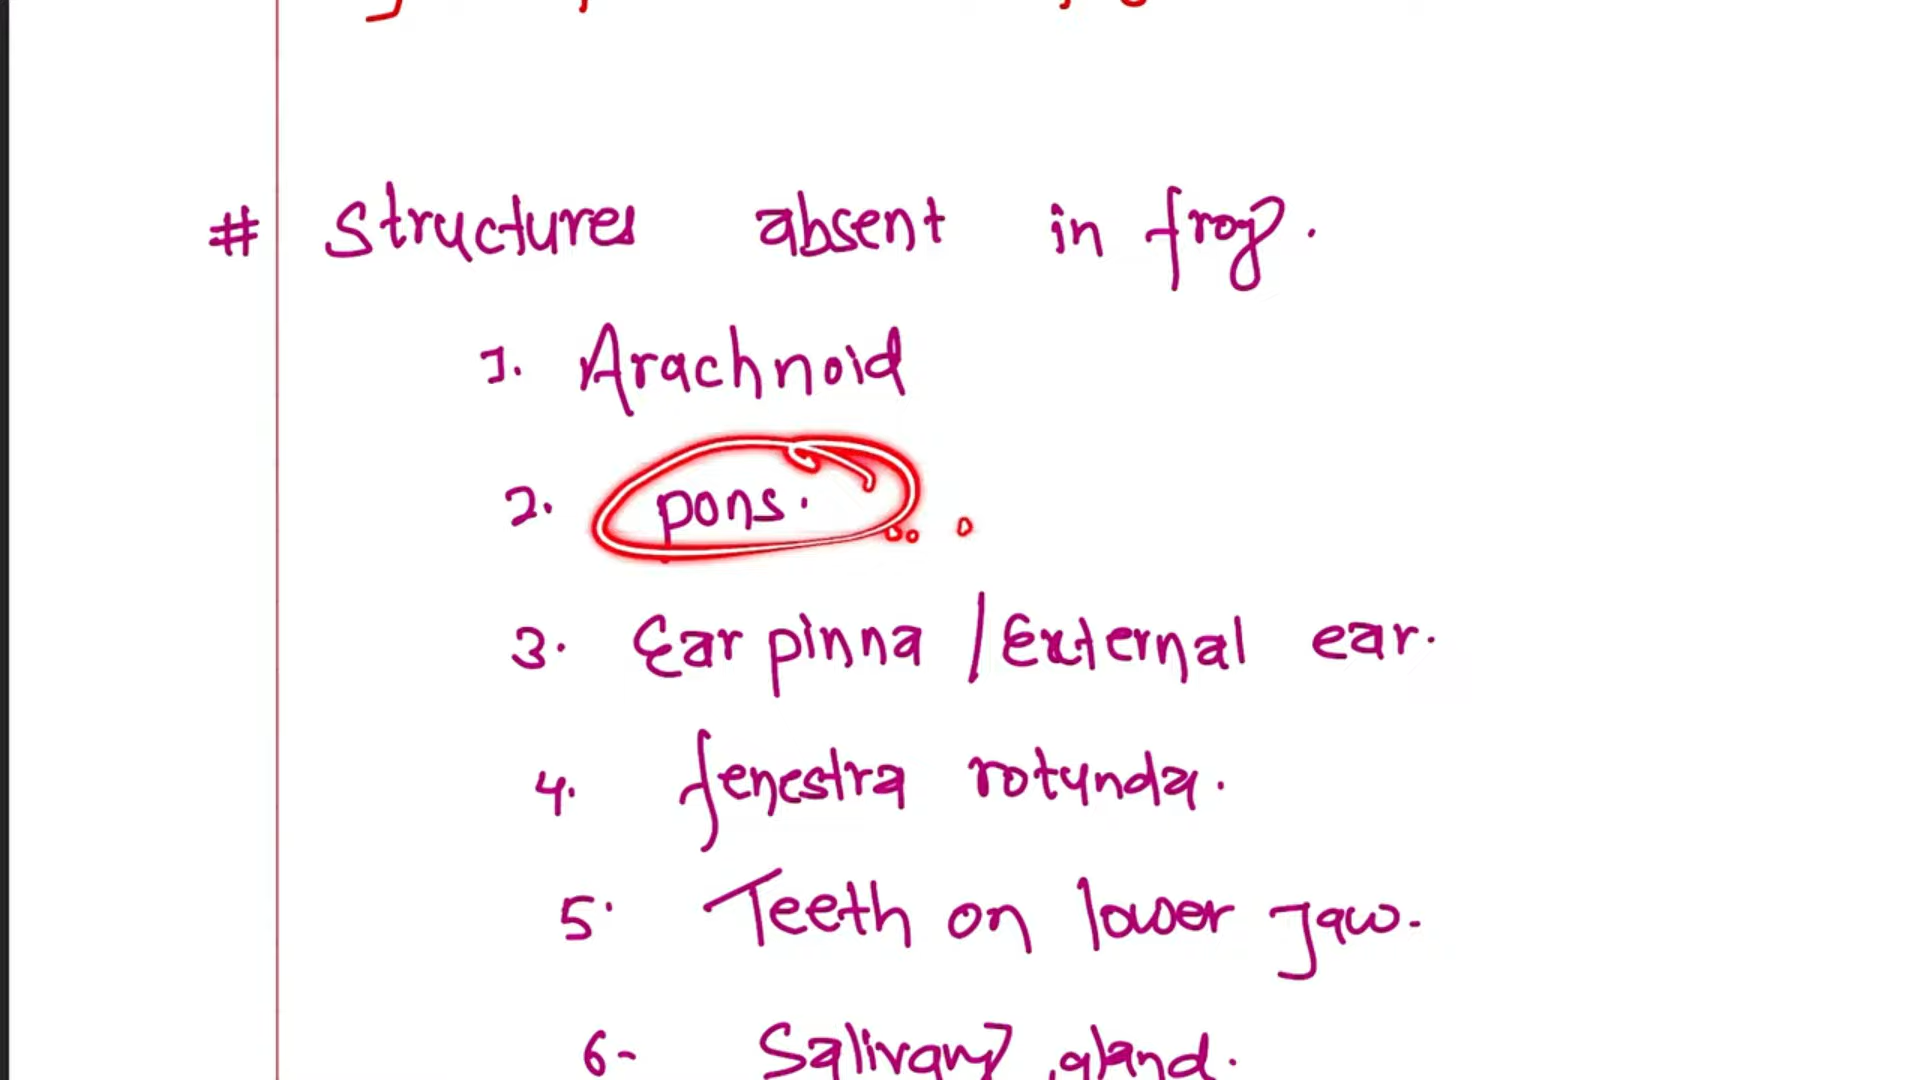 # Structures absent in frog.
1. Arachnoid
2. pons.
3. Ear pinna / External ear.
4. fenestra rotunda.
5. Teeth on lower jaw.
6- Salivary gland.